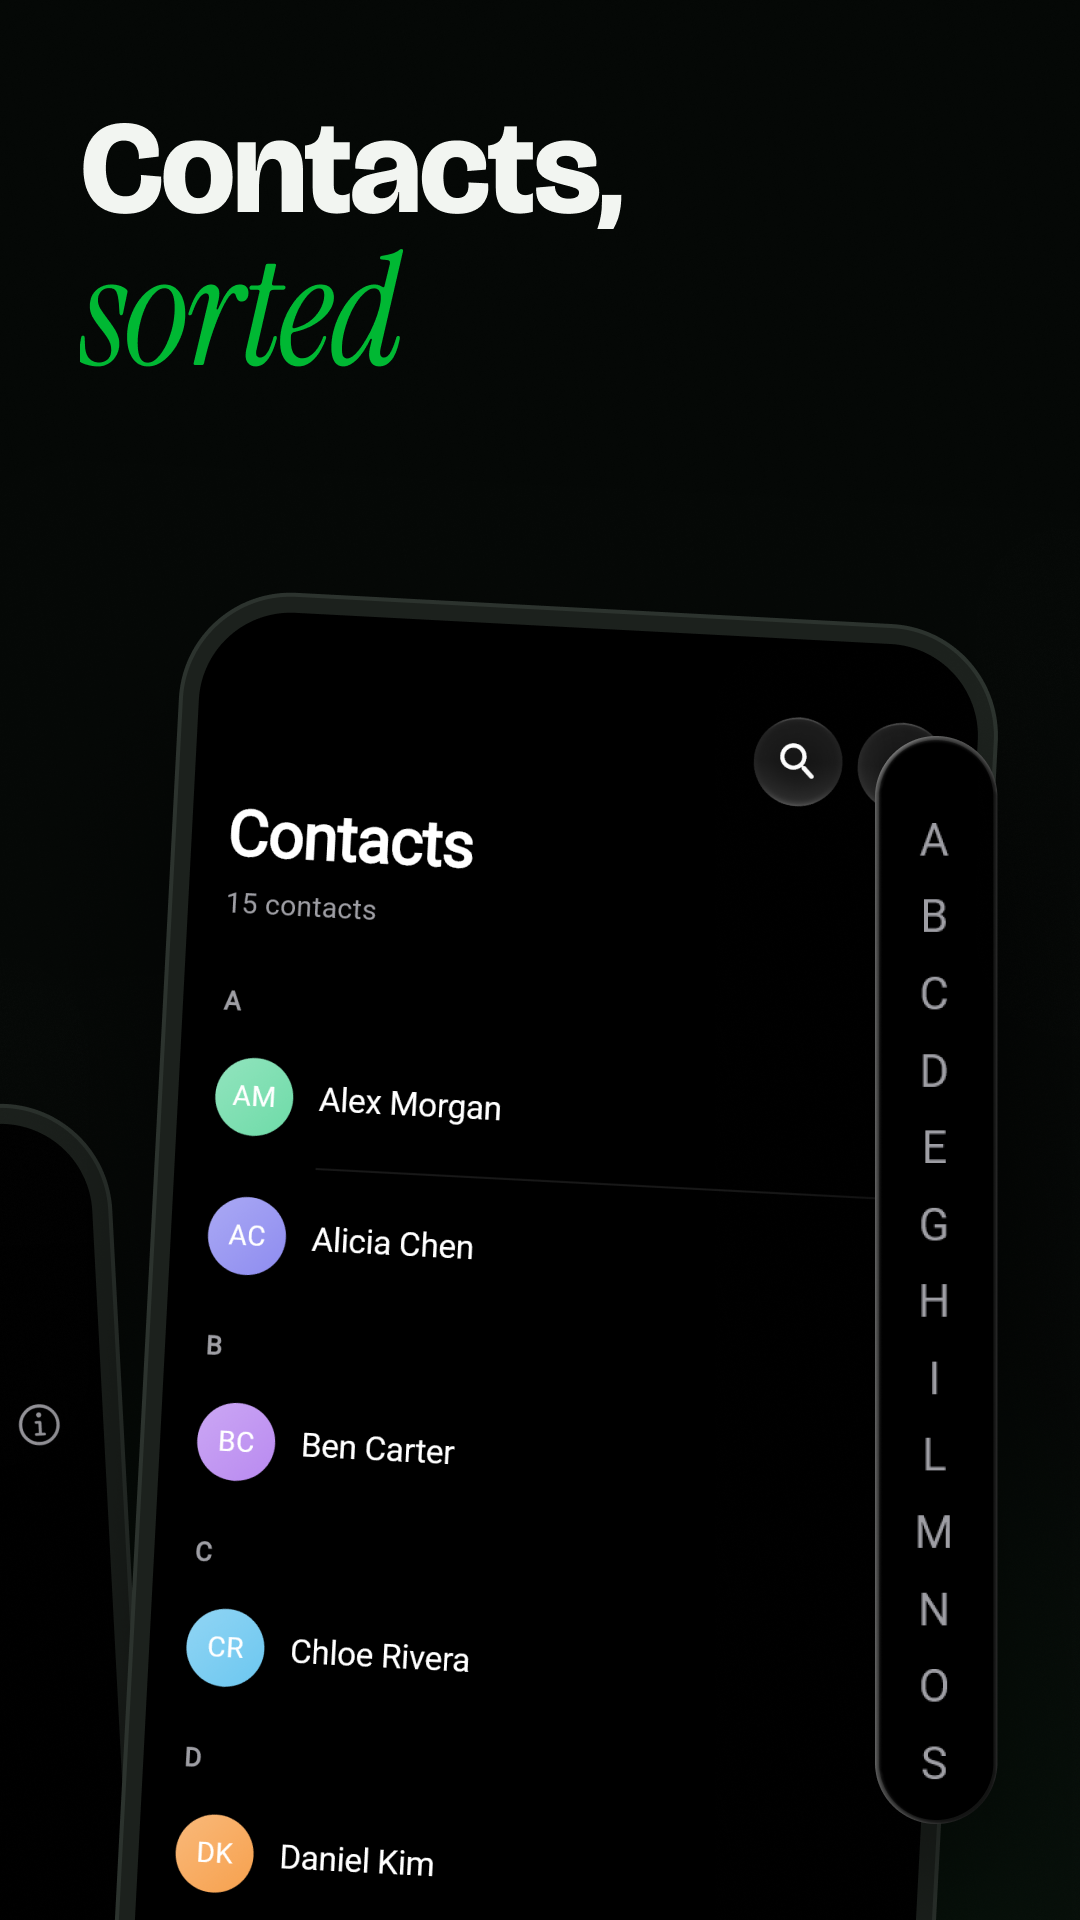 Contacts,
sorted
Contacts
15 contacts
A
AM Alex Morgan
AC Alicia Chen
B
BC Ben Carter
C
CR Chloe Rivera
D
DK Daniel Kim
A
B
C
D
E
G
H
I
L
M
N
O
S